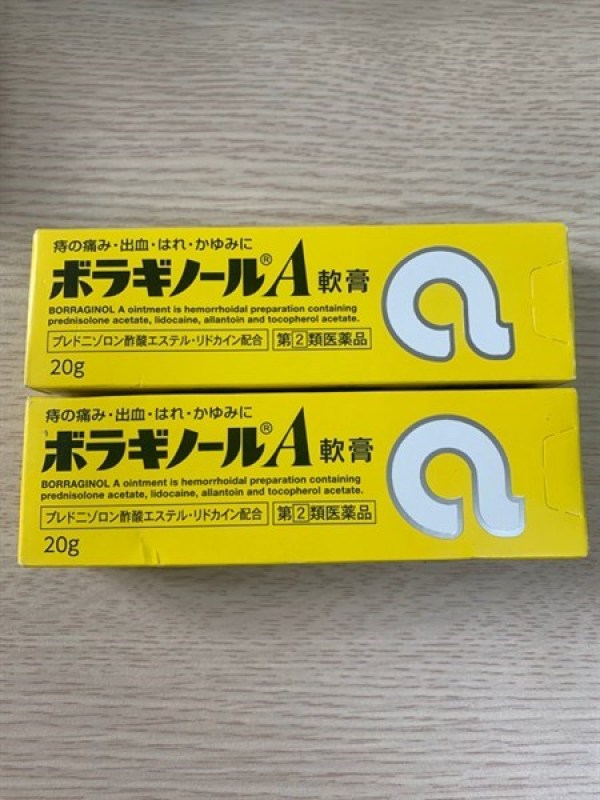 痔の痛み・出血・はれ・かゆみに
ボラギノール®A 軟膏
BORRAGINOL A ointment is hemorrhoidal preparation containing
prednisolone acetate, lidocaine, allantoin and tocopherol acetate.
プレドニゾロン酢酸エステル・リドカイン配合 第②類医薬品
20g
痔の痛み・出血・はれ・かゆみに
ボラギノール®A 軟膏
BORRAGINOL A ointment is hemorrhoidal preparation containing
prednisolone acetate, lidocaine, allantoin and tocopherol acetate.
プレドニゾロン酢酸エステル・リドカイン配合 第②類医薬品
20g